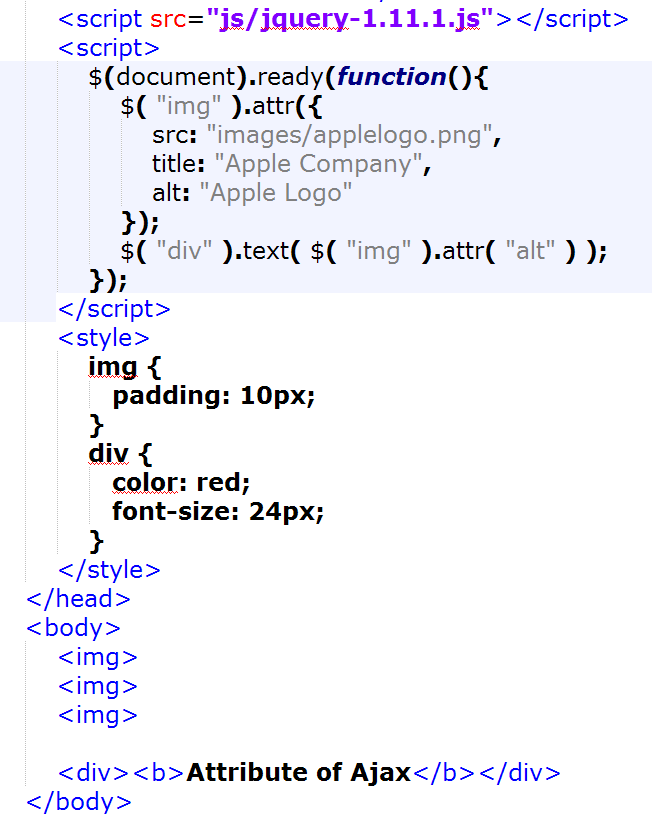 <script src="js/jquery-1.11.1.js"></script>
<script>
$(document).ready(function(){
$( "img" ).attr({
src: "images/applelogo.png",
title: "Apple Company",
alt: "Apple Logo"
});
$( "div" ).text( $( "img" ).attr( "alt" ) );
});
</script>
<style>
img {
padding: 10px;
}
div {
color: red;
font-size: 24px;
}
</style>
</head>
<body>
<img>
<img>
<img>
<div><b>Attribute of Ajax</b></div>
</body>